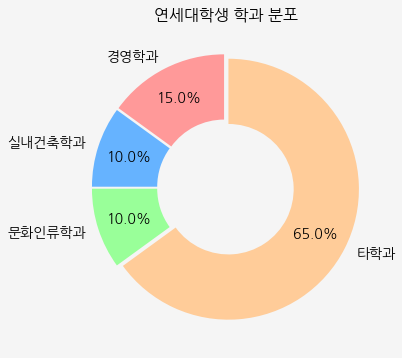 연세대학생 학과 분포
경영학과
15.0%
실내건축학과
10.0%
문화인류학과
10.0%
65.0%
타학과